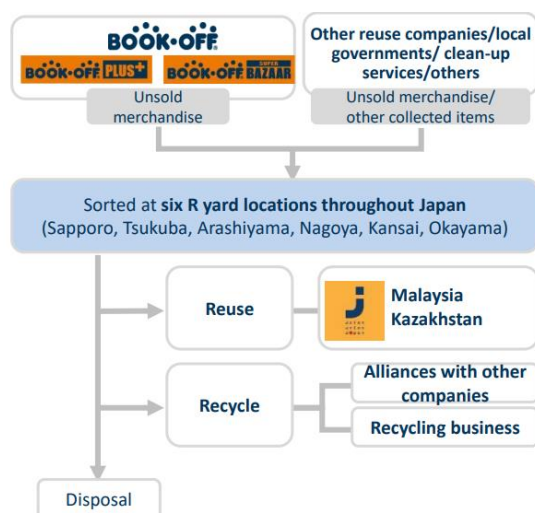 BOOK·OFF
BOOK·OFF PLUS+
BOOK·OFF SUPER BAZAAR
Unsold
merchandise
Other reuse companies/local
governments/ clean-up
services/others
Unsold merchandise/
other collected items
Sorted at six R yard locations throughout Japan
(Sapporo, Tsukuba, Arashiyama, Nagoya, Kansai, Okayama)
Reuse
j
Malaysia
Kazakhstan
Recycle
Alliances with other
companies
Recycling business
Disposal